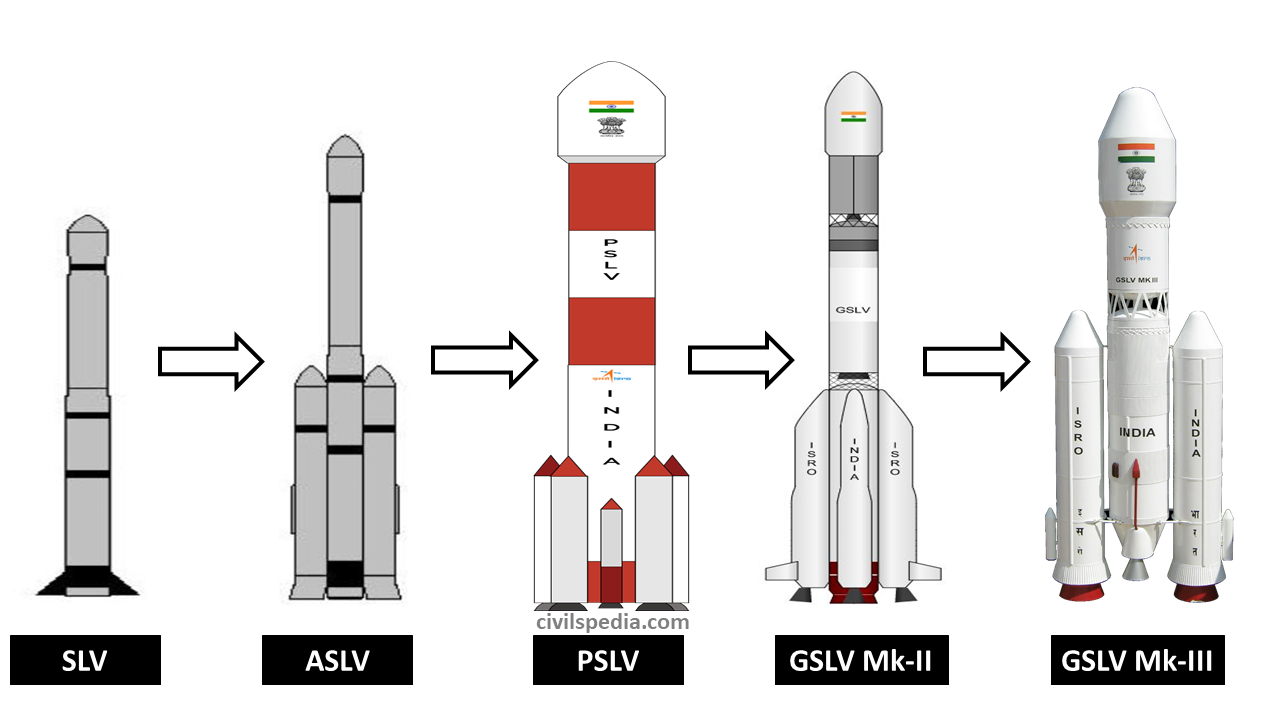 PSLV
INDIA
GSLV
ISRO
INDIA
ISRO
GSLV MK III
INDIA
ISRO
INDIA
भारत
civilspedia.com
SLV
ASLV
PSLV
GSLV Mk-II
GSLV Mk-III